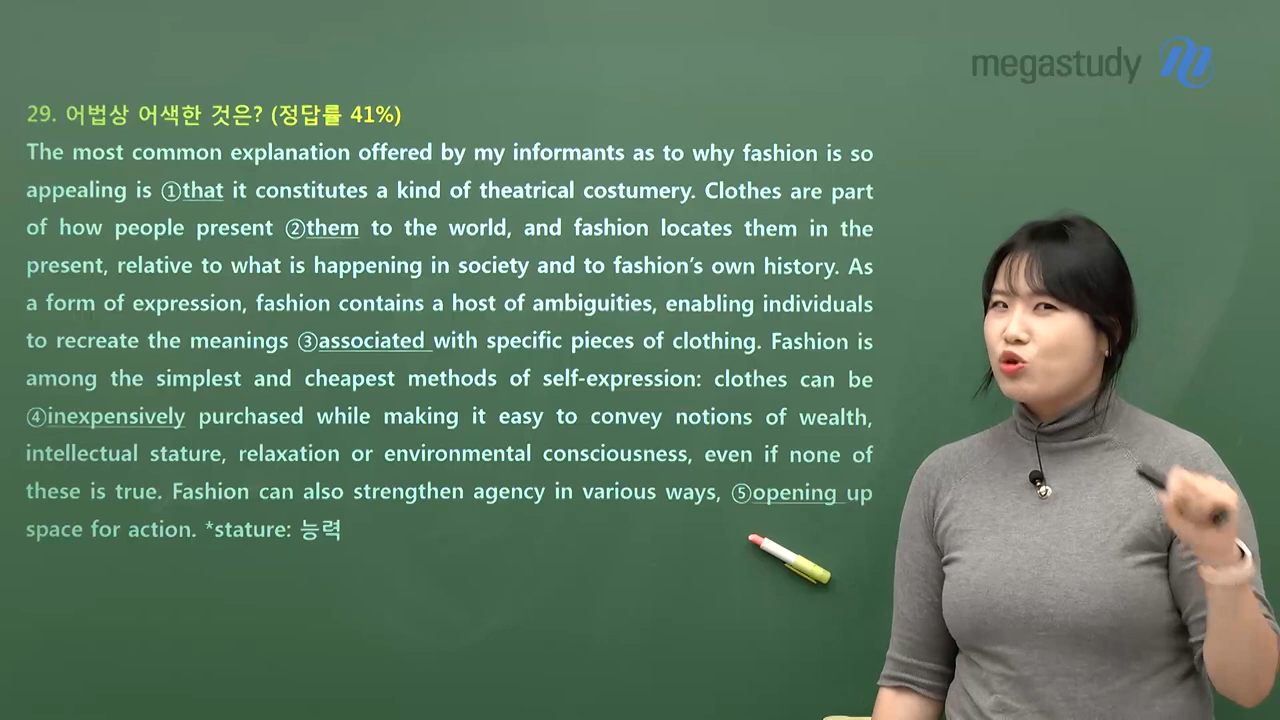 megastudy
29. 어법상 어색한 것은? (정답률 41%)
The most common explanation offered by my informants as to why fashion is so
appealing is ①that it constitutes a kind of theatrical costumery. Clothes are part
of how people present ②them to the world, and fashion locates them in the
present, relative to what is happening in society and to fashion's own history. As
a form of expression, fashion contains a host of ambiguities, enabling individuals
to recreate the meanings ③associated with specific pieces of clothing. Fashion is
among the simplest and cheapest methods of self-expression: clothes can be
④inexpensively purchased while making it easy to convey notions of wealth,
intellectual stature, relaxation or environmental consciousness, even if none of
these is true. Fashion can also strengthen agency in various ways, ⑤opening up
space for action. *stature: 능력